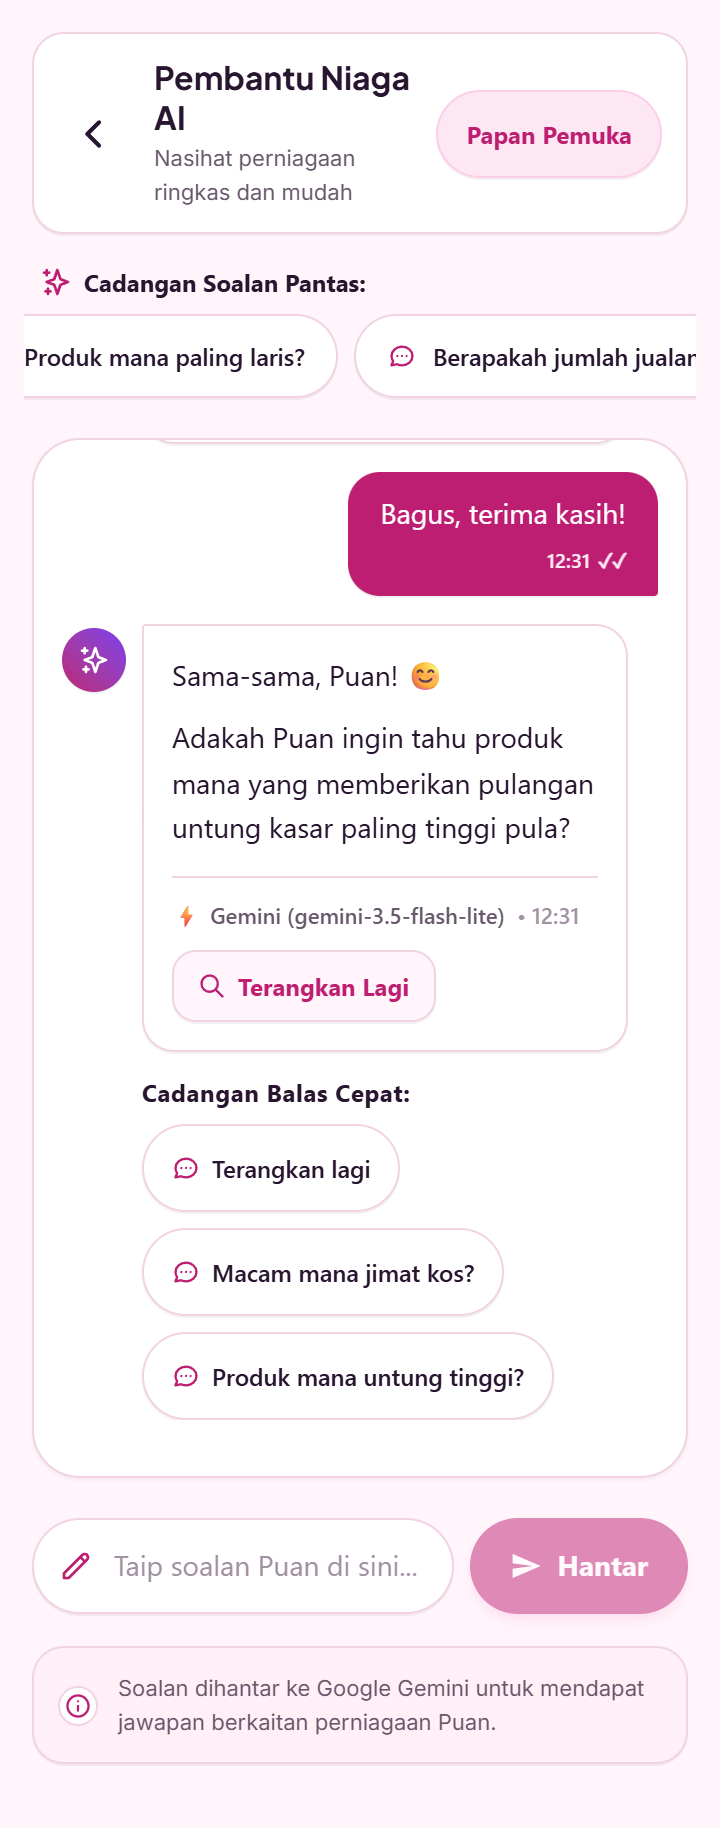 Pembantu Niaga
AI
Nasihat perniagaan
ringkas dan mudah
Papan Pemuka
Cadangan Soalan Pantas:
Produk mana paling laris?
Berapakah jumlah jualan
Bagus, terima kasih!
12:31
Sama-sama, Puan! 😊
Adakah Puan ingin tahu produk
mana yang memberikan pulangan
untung kasar paling tinggi pula?
Gemini (gemini-3.5-flash-lite) • 12:31
Terangkan Lagi
Cadangan Balas Cepat:
Terangkan lagi
Macam mana jimat kos?
Produk mana untung tinggi?
Taip soalan Puan di sini...
Hantar
Soalan dihantar ke Google Gemini untuk mendapat
jawapan berkaitan perniagaan Puan.